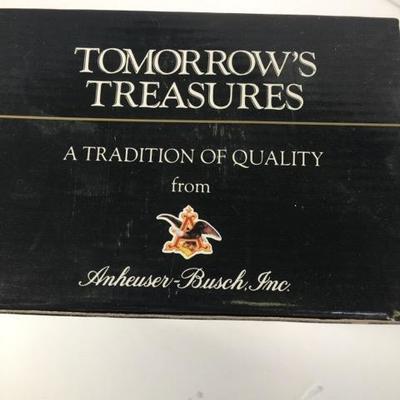 TOMORROW'S
TREASURES
A TRADITION OF QUALITY
from
Anheuser-Busch, Inc.